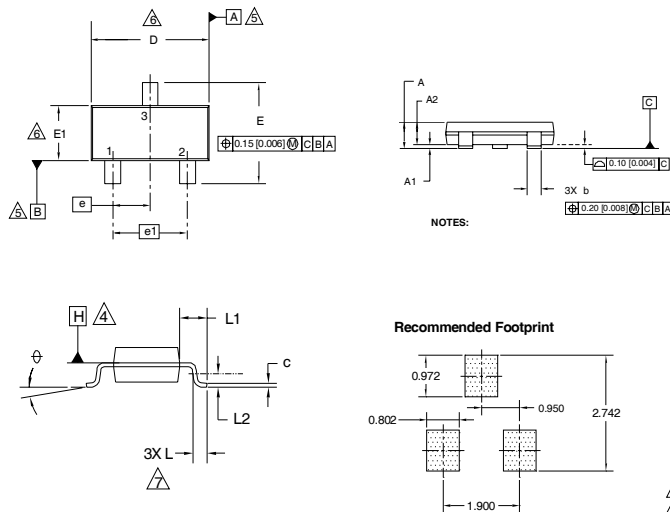 6
D
A 5
A
A2
C
3
E
6 E1
⌖ 0.15 [0.006] Ⓜ C B A
1 2
⌓ 0.10 [0.004] C
A1
3X b
5 B
e
⌖ 0.20 [0.008] Ⓜ C B A
NOTES:
e1
H 4
L1
θ
c
L2
3X L
7
Recommended Footprint
0.972
0.950
2.742
0.802
1.900